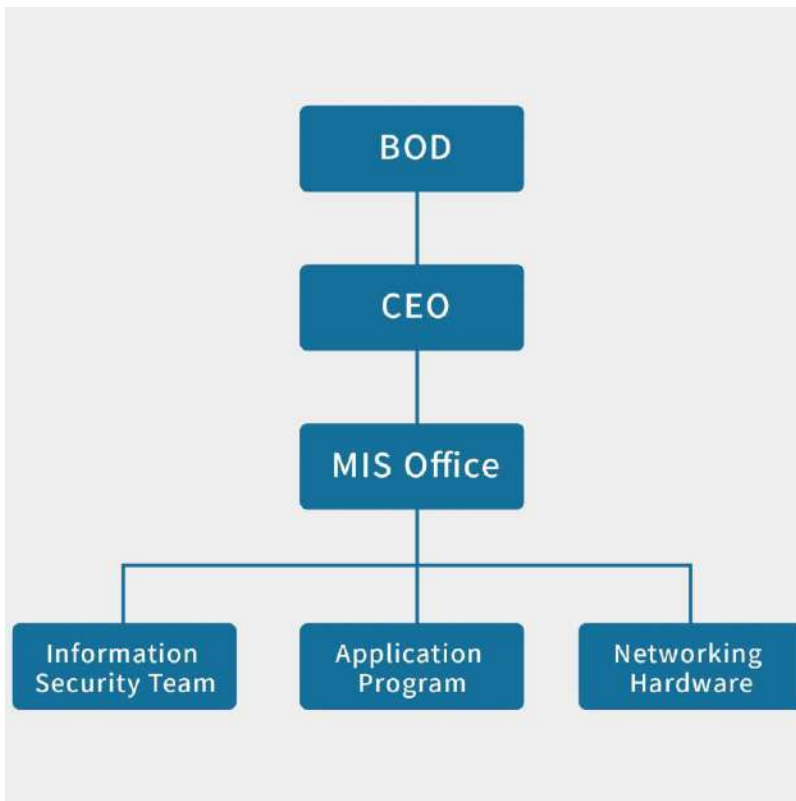 BOD
CEO
MIS Office
Information
Security Team
Application
Program
Networking
Hardware